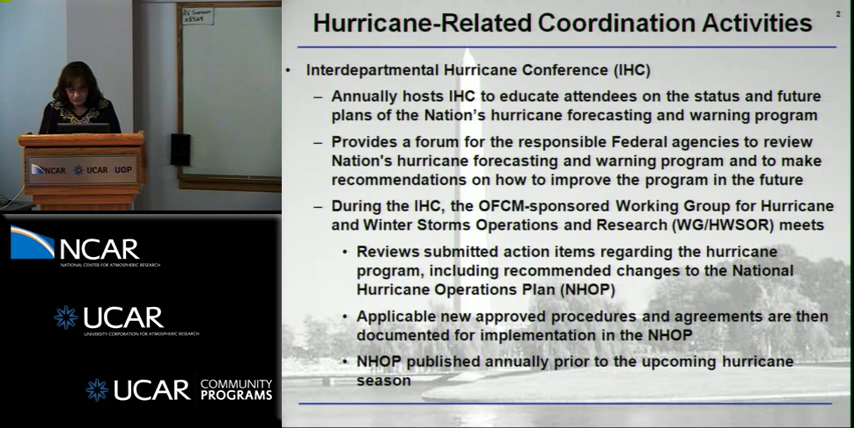 AV Support
x8324
NCAR UCAR UOP
NCAR
NATIONAL CENTER FOR ATMOSPHERIC RESEARCH
UCAR
UNIVERSITY CORPORATION FOR ATMOSPHERIC RESEARCH
UCAR COMMUNITY
PROGRAMS
2
Hurricane-Related Coordination Activities
• Interdepartmental Hurricane Conference (IHC)
– Annually hosts IHC to educate attendees on the status and future
plans of the Nation's hurricane forecasting and warning program
– Provides a forum for the responsible Federal agencies to review
Nation's hurricane forecasting and warning program and to make
recommendations on how to improve the program in the future
– During the IHC, the OFCM-sponsored Working Group for Hurricane
and Winter Storms Operations and Research (WG/HWSOR) meets
• Reviews submitted action items regarding the hurricane
program, including recommended changes to the National
Hurricane Operations Plan (NHOP)
• Applicable new approved procedures and agreements are then
documented for implementation in the NHOP
• NHOP published annually prior to the upcoming hurricane
season